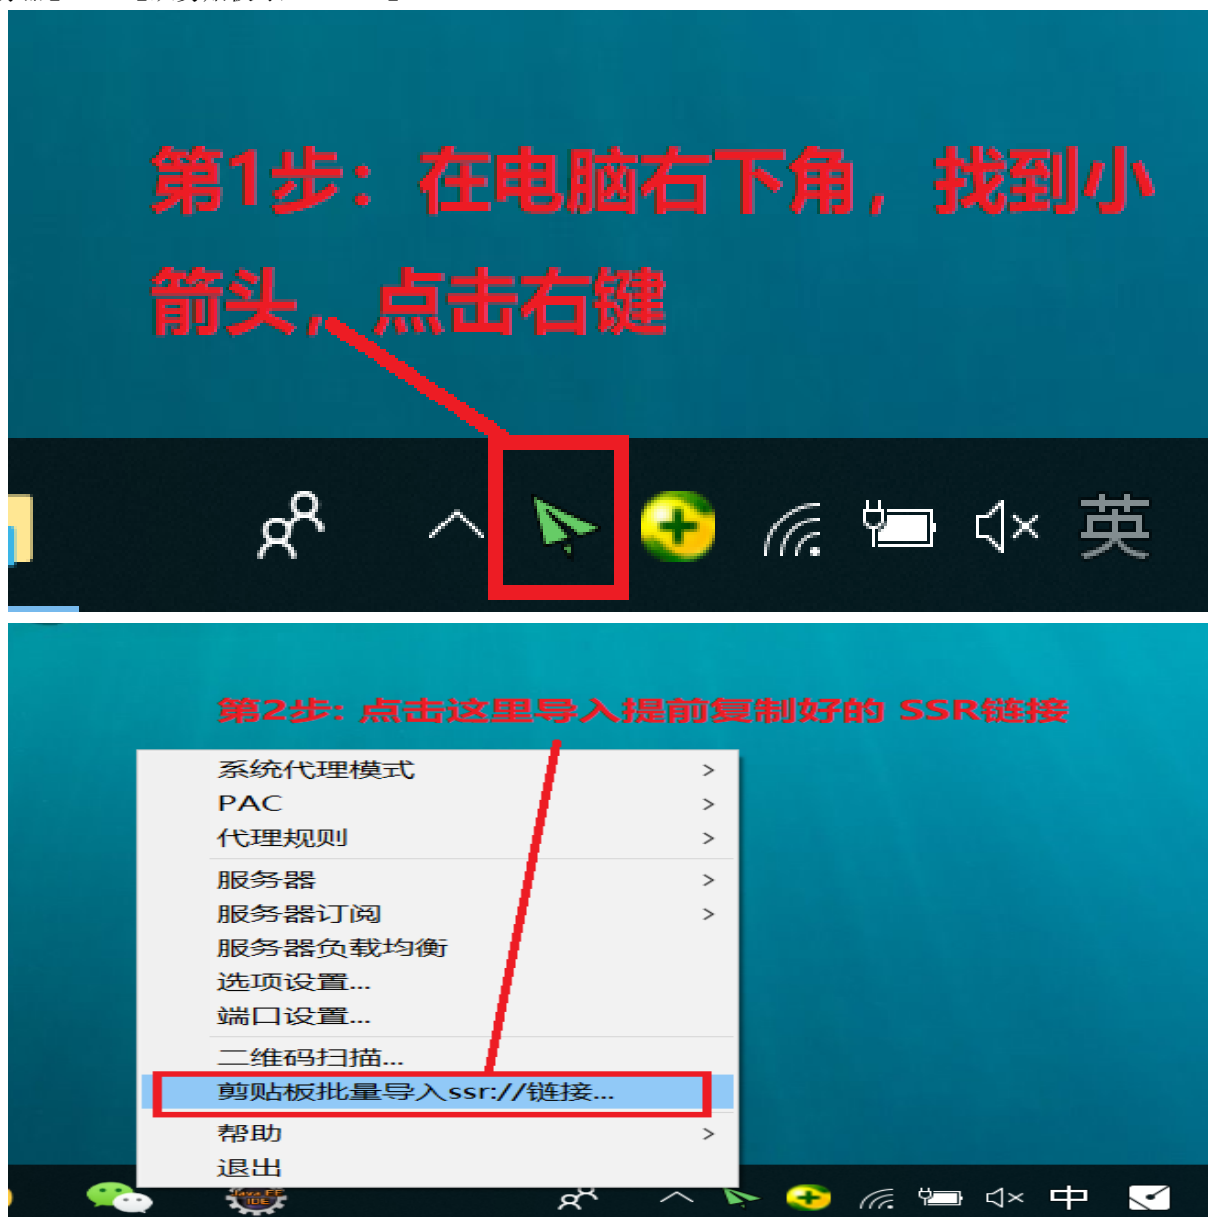 第1步：在电脑右下角，找到小
箭头，点击右键
英
第2步: 点击这里导入提前复制好的 SSR链接
系统代理模式
PAC
代理规则
服务器
服务器订阅
服务器负载均衡
选项设置...
端口设置...
二维码扫描...
剪贴板批量导入ssr://链接...
帮助
退出
Java EE
IDE
中